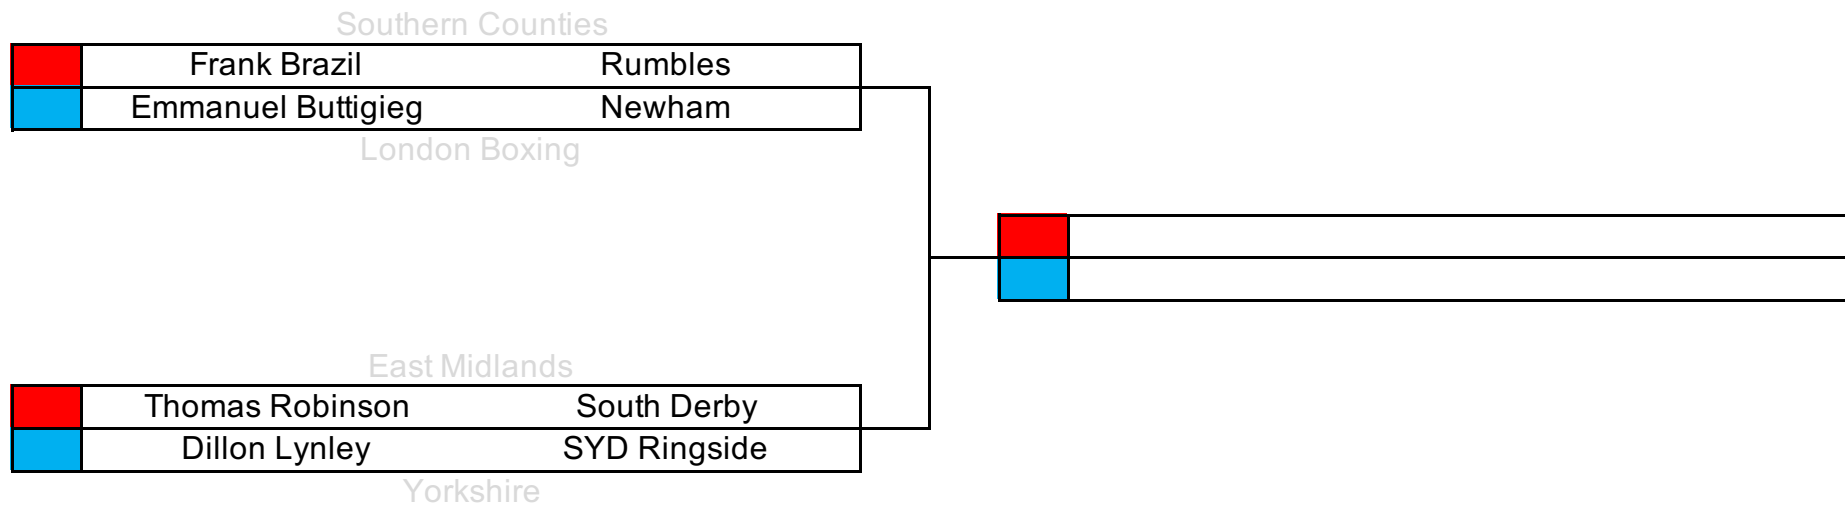 Southern Counties
Frank Brazil Rumbles
Emmanuel Buttigieg Newham
London Boxing
East Midlands
Thomas Robinson South Derby
Dillon Lynley SYD Ringside
Yorkshire